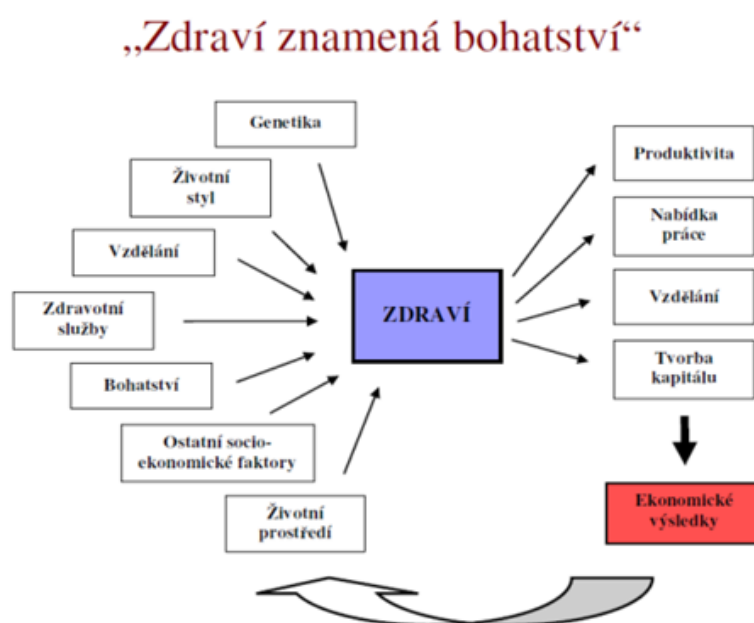 „Zdraví znamená bohatství“
Genetika
Životní
styl
Vzdělání
Zdravotní
služby
Bohatství
Ostatní socio-
ekonomické faktory
Životní
prostředí
ZDRAVÍ
Produktivita
Nabídka
práce
Vzdělání
Tvorba
kapitálu
Ekonomické
výsledky